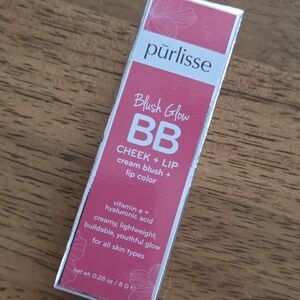 pūrlisse
Blush Glow
BB
CHEEK + LIP
cream blush +
lip color
vitamin e +
hyaluronic acid
creamy, lightweight,
buildable, youthful glow
for all skin types
net wt. 0.28 oz / 8 G e